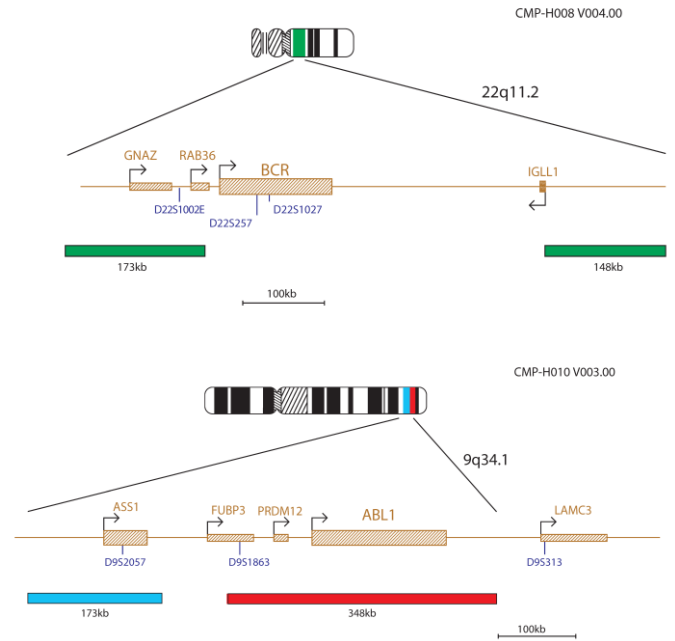 CMP-H008 V004.00
22q11.2
GNAZ RAB36 BCR IGLL1
D22S1002E D22S1027
D22S257
173kb 148kb
100kb
CMP-H010 V003.00
9q34.1
ASS1 FUBP3 PRDM12 ABL1 LAMC3
D9S2057 D9S1863 D9S313
173kb 348kb
100kb